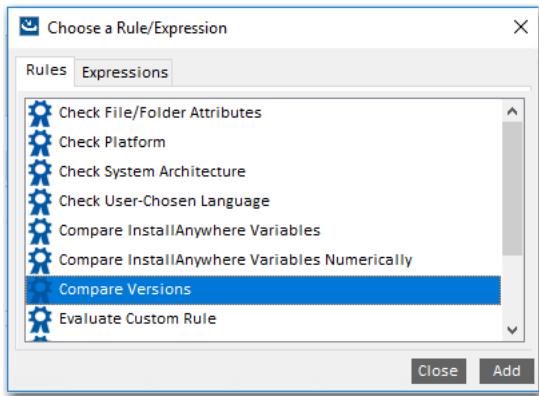 Choose a Rule/Expression
Rules Expressions
Check File/Folder Attributes
Check Platform
Check System Architecture
Check User-Chosen Language
Compare InstallAnywhere Variables
Compare InstallAnywhere Variables Numerically
Compare Versions
Evaluate Custom Rule
Close Add